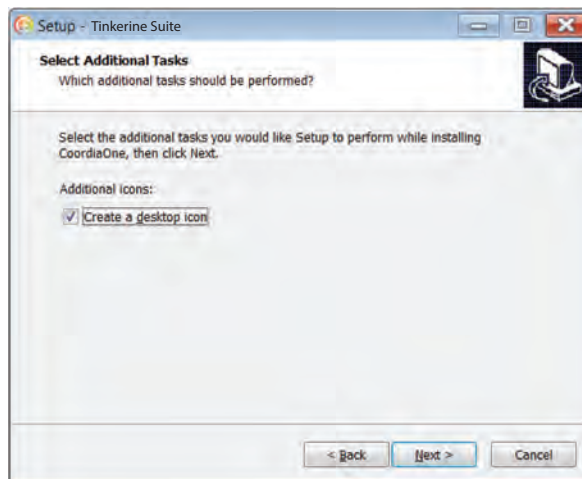 Setup - Tinkerine Suite
Select Additional Tasks
Which additional tasks should be performed?
Select the additional tasks you would like Setup to perform while installing
CoordiaOne, then click Next.
Additional icons:
Create a desktop icon
< Back Next > Cancel